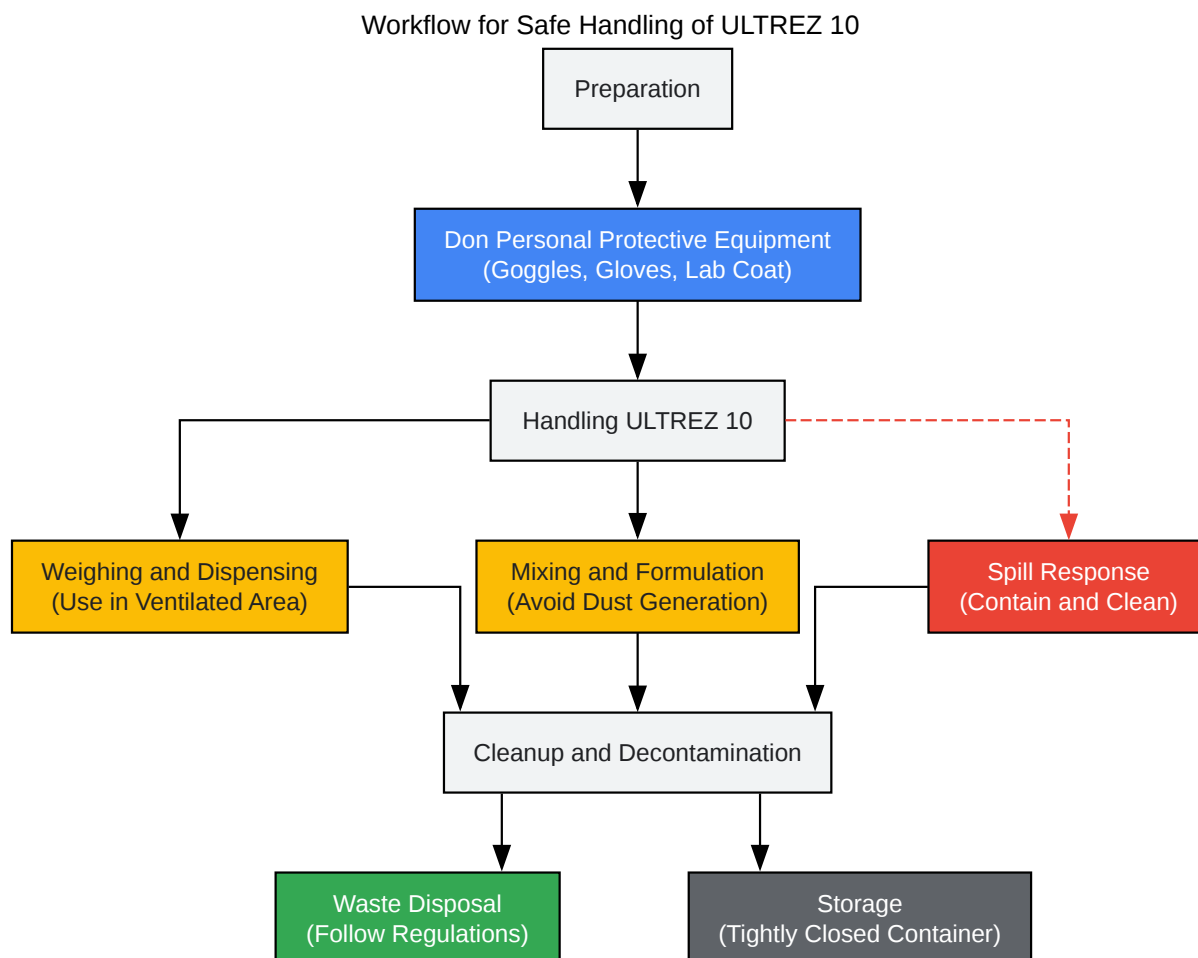 Workflow for Safe Handling of ULTREZ 10
Preparation
Don Personal Protective Equipment
(Goggles, Gloves, Lab Coat)
Handling ULTREZ 10
Weighing and Dispensing
(Use in Ventilated Area)
Mixing and Formulation
(Avoid Dust Generation)
Spill Response
(Contain and Clean)
Cleanup and Decontamination
Waste Disposal
(Follow Regulations)
Storage
(Tightly Closed Container)